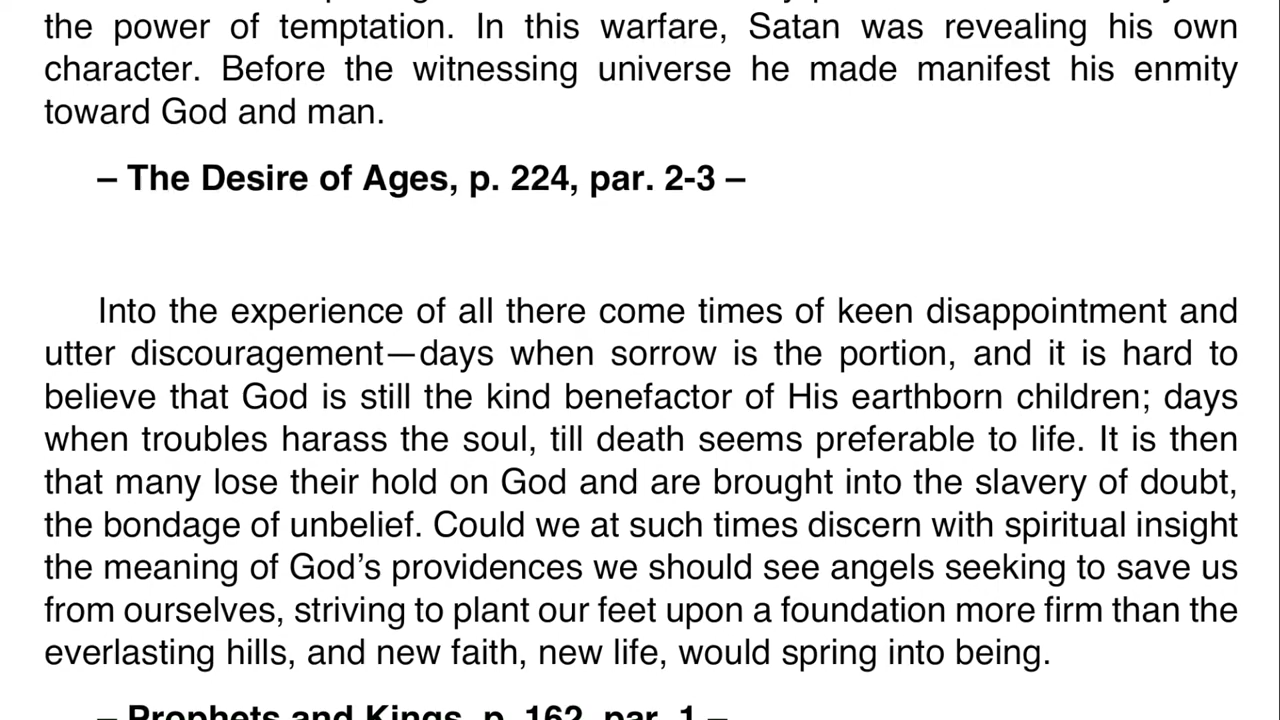 the power of temptation. In this warfare, Satan was revealing his own
character. Before the witnessing universe he made manifest his enmity
toward God and man.
– The Desire of Ages, p. 224, par. 2-3 –
Into the experience of all there come times of keen disappointment and
utter discouragement—days when sorrow is the portion, and it is hard to
believe that God is still the kind benefactor of His earthborn children; days
when troubles harass the soul, till death seems preferable to life. It is then
that many lose their hold on God and are brought into the slavery of doubt,
the bondage of unbelief. Could we at such times discern with spiritual insight
the meaning of God’s providences we should see angels seeking to save us
from ourselves, striving to plant our feet upon a foundation more firm than the
everlasting hills, and new faith, new life, would spring into being.
– Prophets and Kings, p. 162, par. 1 –